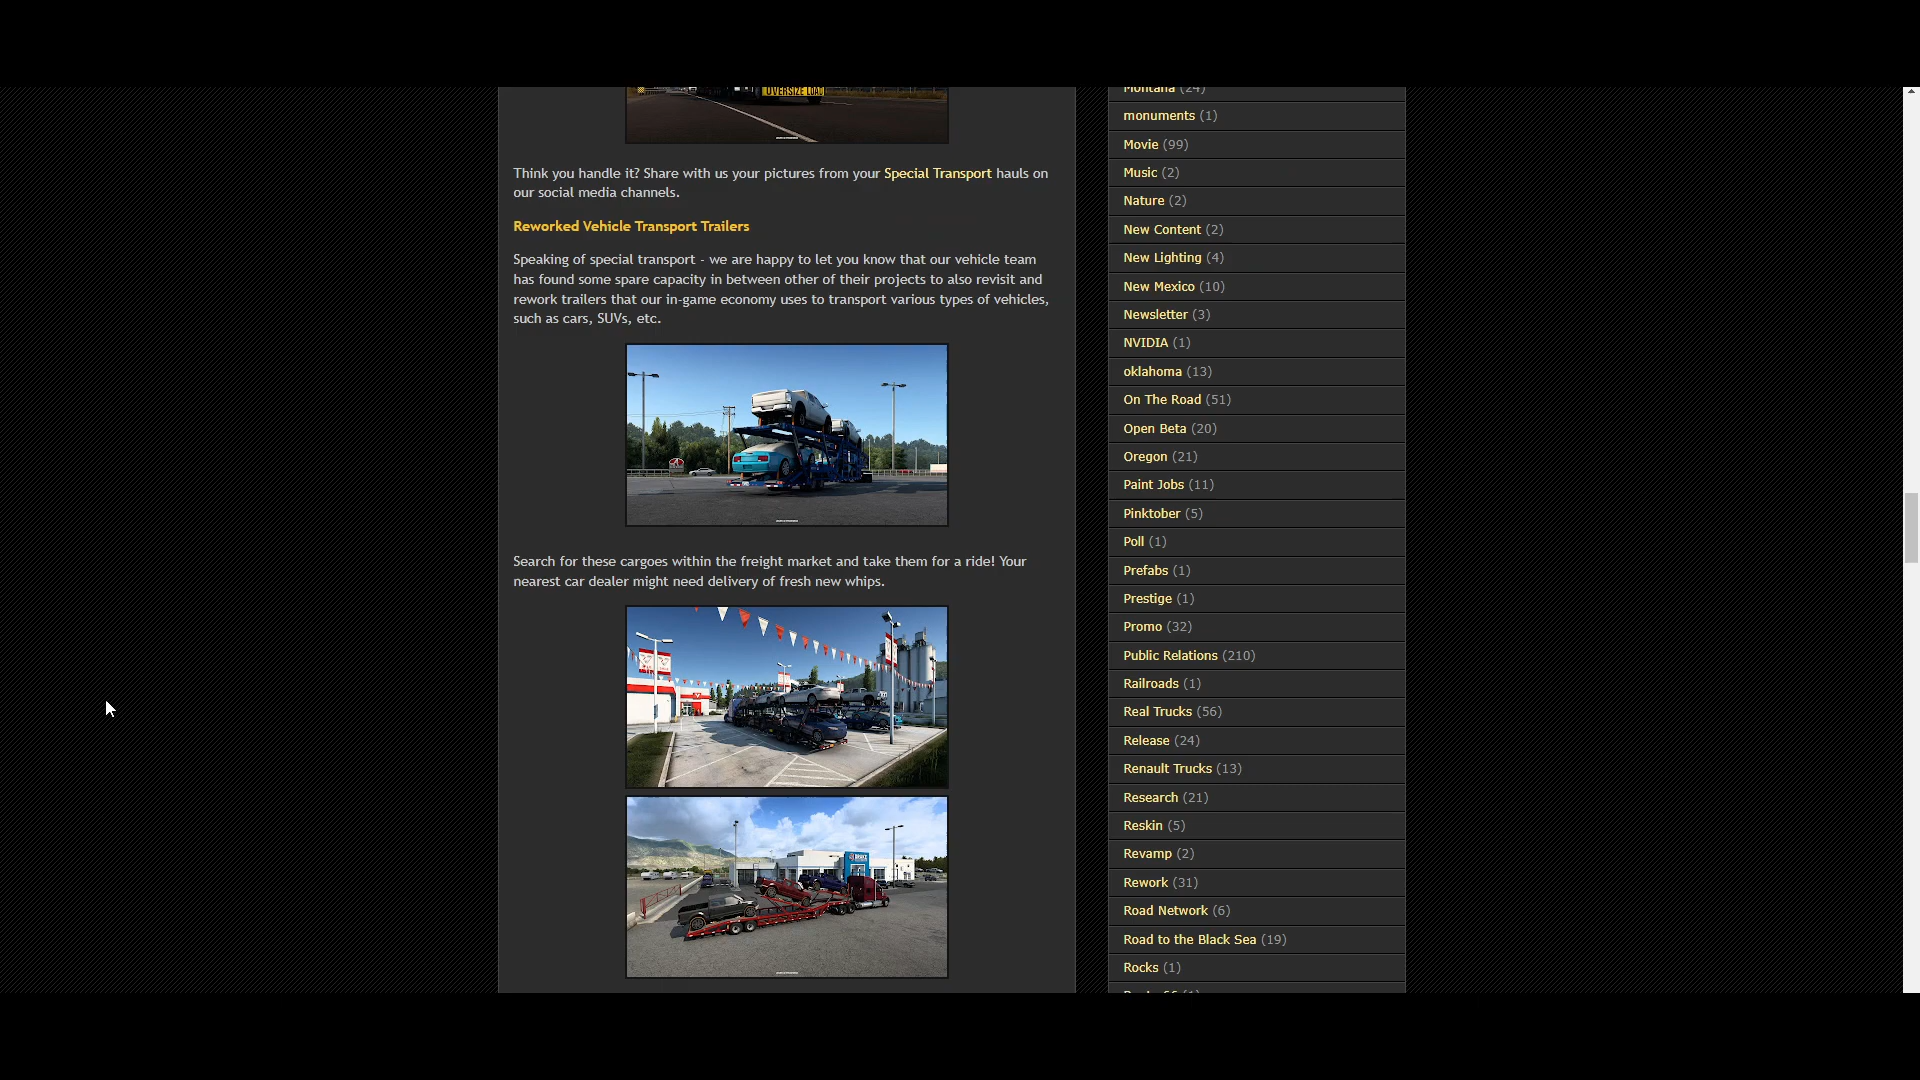 OVERSIZE LOAD
Think you handle it? Share with us your pictures from your Special Transport hauls on
our social media channels.
Reworked Vehicle Transport Trailers
Speaking of special transport - we are happy to let you know that our vehicle team
has found some spare capacity in between other of their projects to also revisit and
rework trailers that our in-game economy uses to transport various types of vehicles,
such as cars, SUVs, etc.
Search for these cargoes within the freight market and take them for a ride! Your
nearest car dealer might need delivery of fresh new whips.
Montana (24)
monuments (1)
Movie (99)
Music (2)
Nature (2)
New Content (2)
New Lighting (4)
New Mexico (10)
Newsletter (3)
NVIDIA (1)
oklahoma (13)
On The Road (51)
Open Beta (20)
Oregon (21)
Paint Jobs (11)
Pinktober (5)
Poll (1)
Prefabs (1)
Prestige (1)
Promo (32)
Public Relations (210)
Railroads (1)
Real Trucks (56)
Release (24)
Renault Trucks (13)
Research (21)
Reskin (5)
Revamp (2)
Rework (31)
Road Network (6)
Road to the Black Sea (19)
Rocks (1)